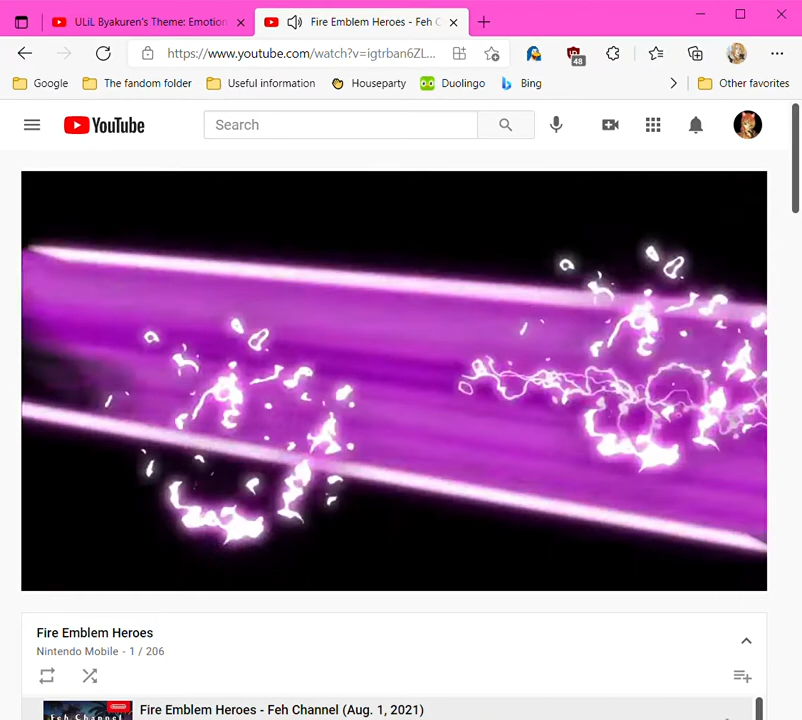 ULiL Byakuren's Theme: Emotion
Fire Emblem Heroes - Feh C
https://www.youtube.com/watch?v=igtrban6ZL...
48
Google
The fandom folder
Useful information
Houseparty
Duolingo
Bing
Other favorites
YouTube
Search
Fire Emblem Heroes
Nintendo Mobile - 1 / 206
Feh Channel
Fire Emblem Heroes - Feh Channel (Aug. 1, 2021)